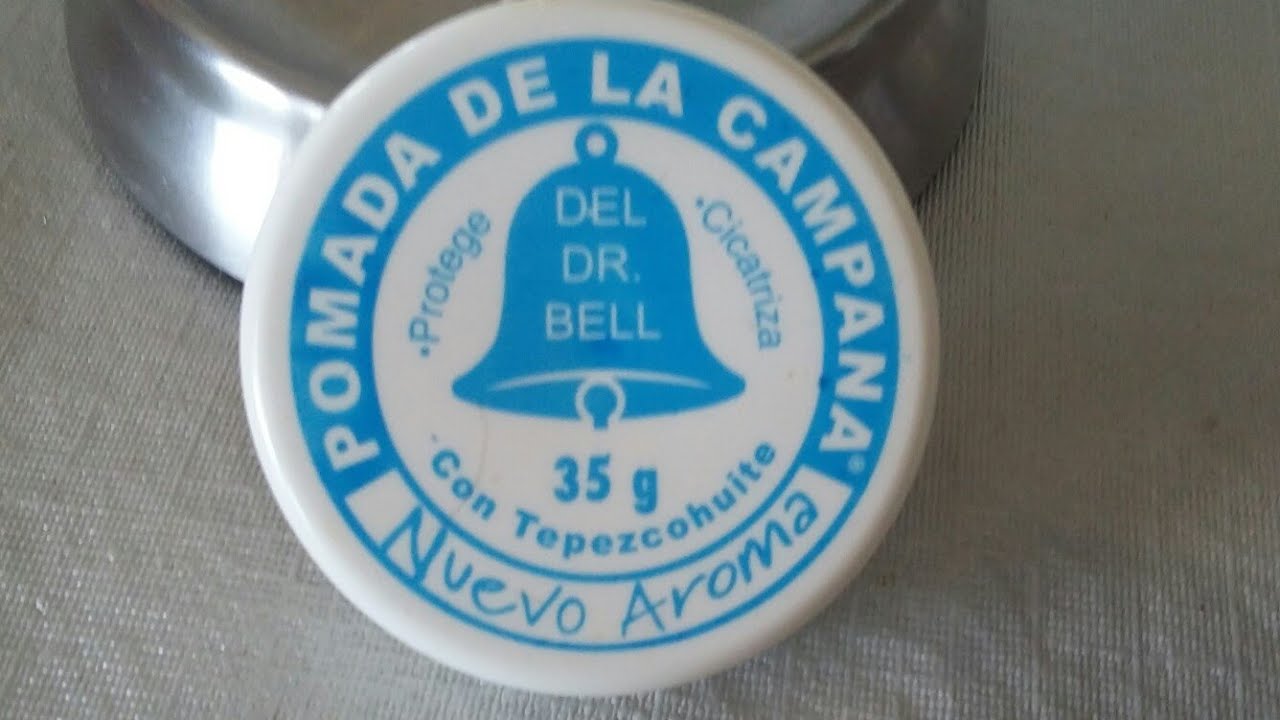 POMADA DE LA CAMPANA®
DEL
DR.
BELL
•Protege
•Cicatriza
35 g
•Con Tepezcohuite
Nuevo Aroma